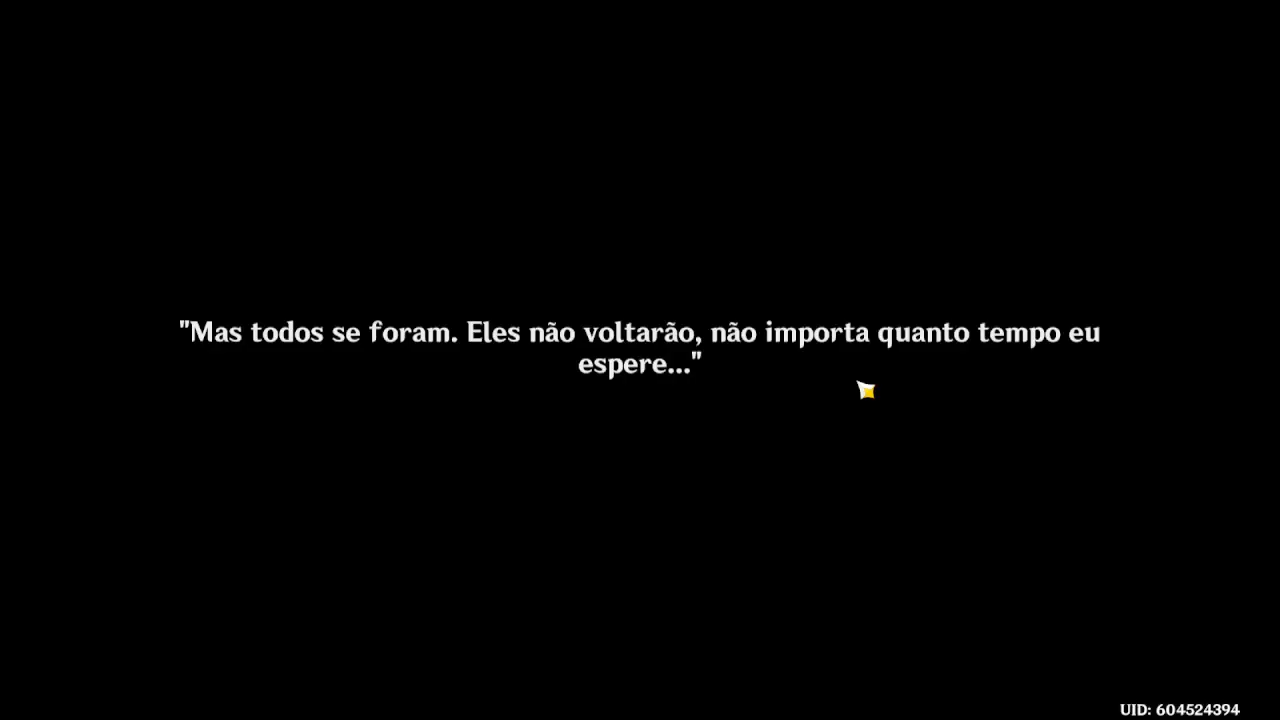 "Mas todos se foram. Eles não voltarão, não importa quanto tempo eu
espere..."
UID: 604524394